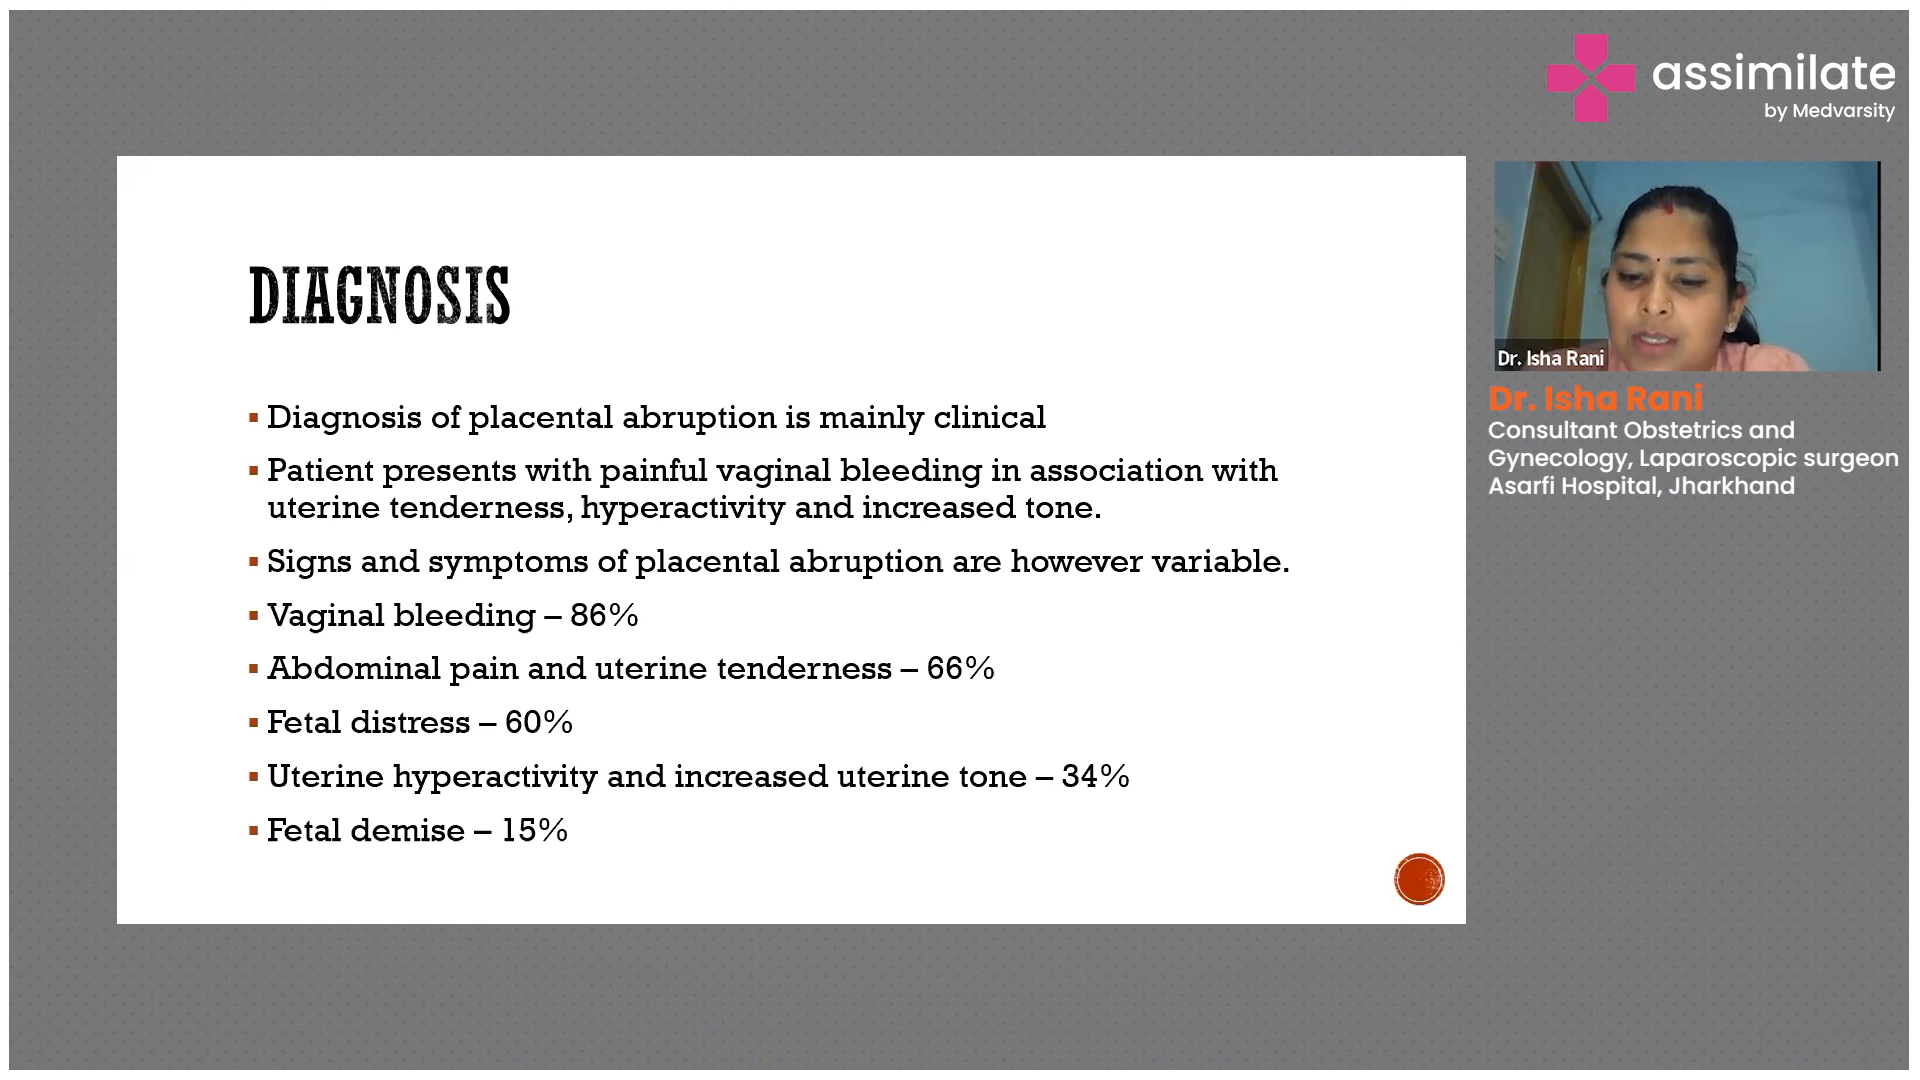 assimilate
by Medvarsity
DIAGNOSIS
Diagnosis of placental abruption is mainly clinical
Patient presents with painful vaginal bleeding in association with
uterine tenderness, hyperactivity and increased tone.
Signs and symptoms of placental abruption are however variable.
Vaginal bleeding – 86%
Abdominal pain and uterine tenderness – 66%
Fetal distress – 60%
Uterine hyperactivity and increased uterine tone – 34%
Fetal demise – 15%
Dr. Isha Rani
Dr. Isha Rani
Consultant Obstetrics and
Gynecology, Laparoscopic surgeon
Asarfi Hospital, Jharkhand